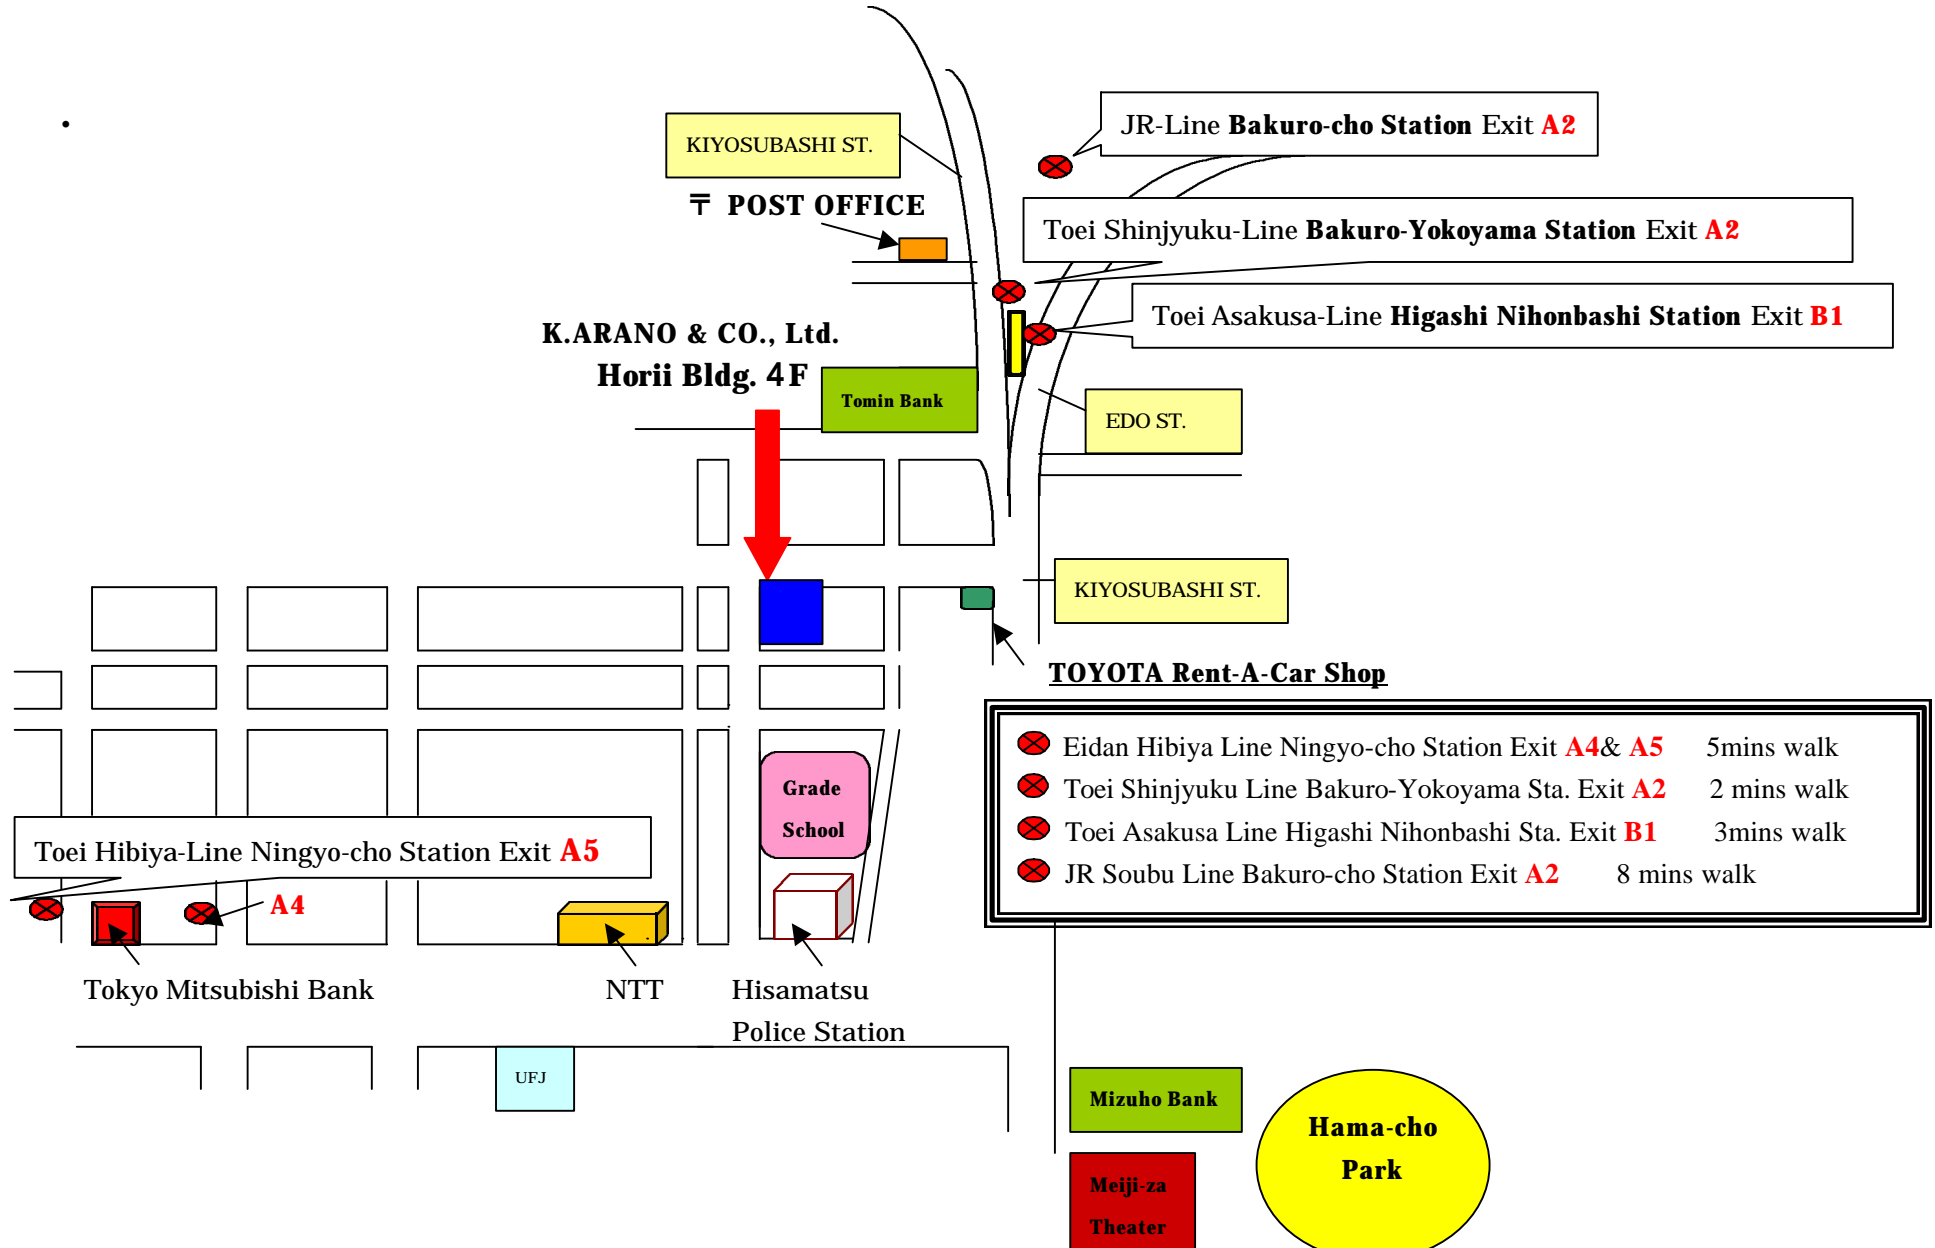 .
JR-Line Bakuro-cho Station Exit A2
KIYOSUBASHI ST.
〒 POST OFFICE
Toei Shinjyuku-Line Bakuro-Yokoyama Station Exit A2
Toei Asakusa-Line Higashi Nihonbashi Station Exit B1
K.ARANO & CO., Ltd.
Horii Bldg. 4F
Tomin Bank
EDO ST.
KIYOSUBASHI ST.
TOYOTA Rent-A-Car Shop
Eidan Hibiya Line Ningyo-cho Station Exit A4& A5 5mins walk
Toei Shinjyuku Line Bakuro-Yokoyama Sta. Exit A2 2 mins walk
Toei Asakusa Line Higashi Nihonbashi Sta. Exit B1 3mins walk
JR Soubu Line Bakuro-cho Station Exit A2 8 mins walk
Grade
School
Toei Hibiya-Line Ningyo-cho Station Exit A5
A4
Tokyo Mitsubishi Bank
NTT
Hisamatsu
Police Station
UFJ
Mizuho Bank
Hama-cho
Park
Meiji-za
Theater